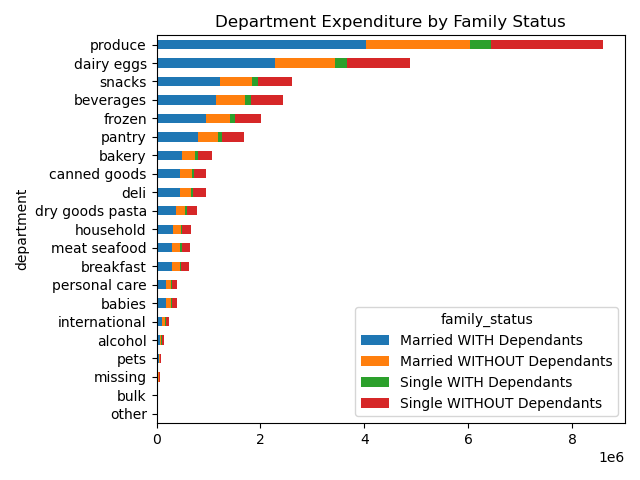 Department Expenditure by Family Status
produce
dairy eggs
snacks
beverages
frozen
pantry
bakery
canned goods
deli
dry goods pasta
household
meat seafood
breakfast
personal care
babies
international
alcohol
pets
missing
bulk
other
department
family_status
Married WITH Dependants
Married WITHOUT Dependants
Single WITH Dependants
Single WITHOUT Dependants
0 2 4 6 8
1e6